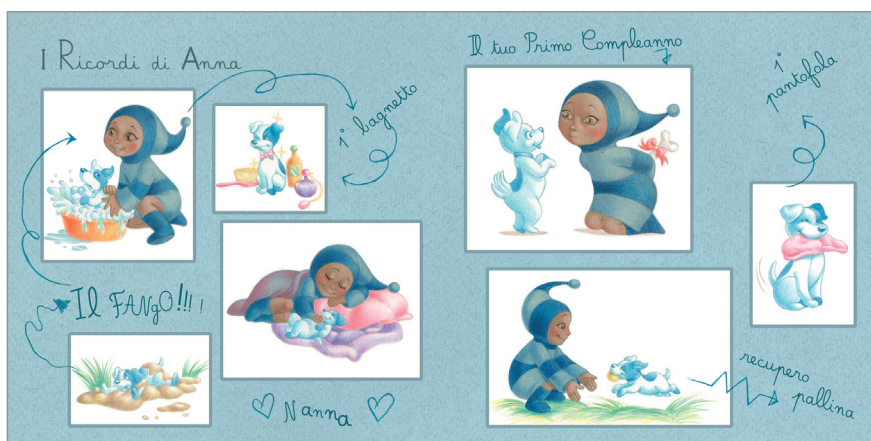 I Ricordi di Anna
1° bagnetto
Il FANgO!!!!
Nanna
Il tuo Primo Compleanno
1°
pantofola
recupero
pallina